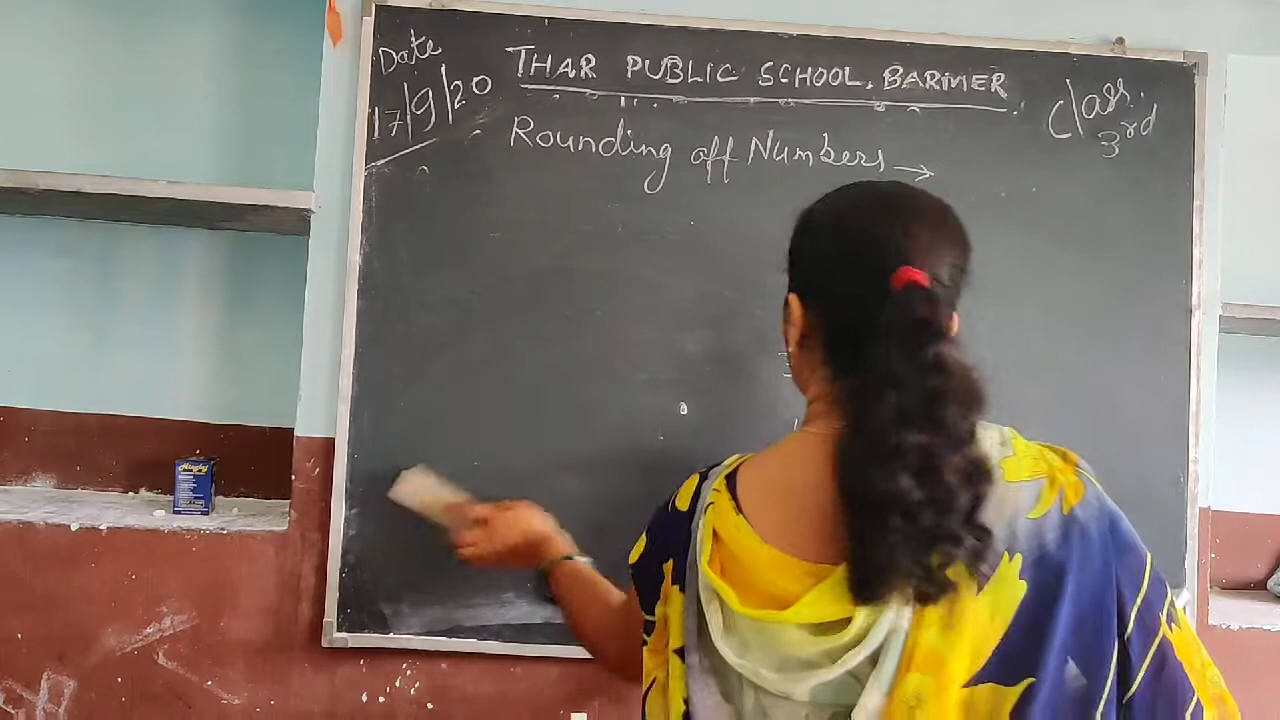 Date
17/9/20
THAR PUBLIC SCHOOL, BARMER
Class.
3rd
Rounding off Numbers →